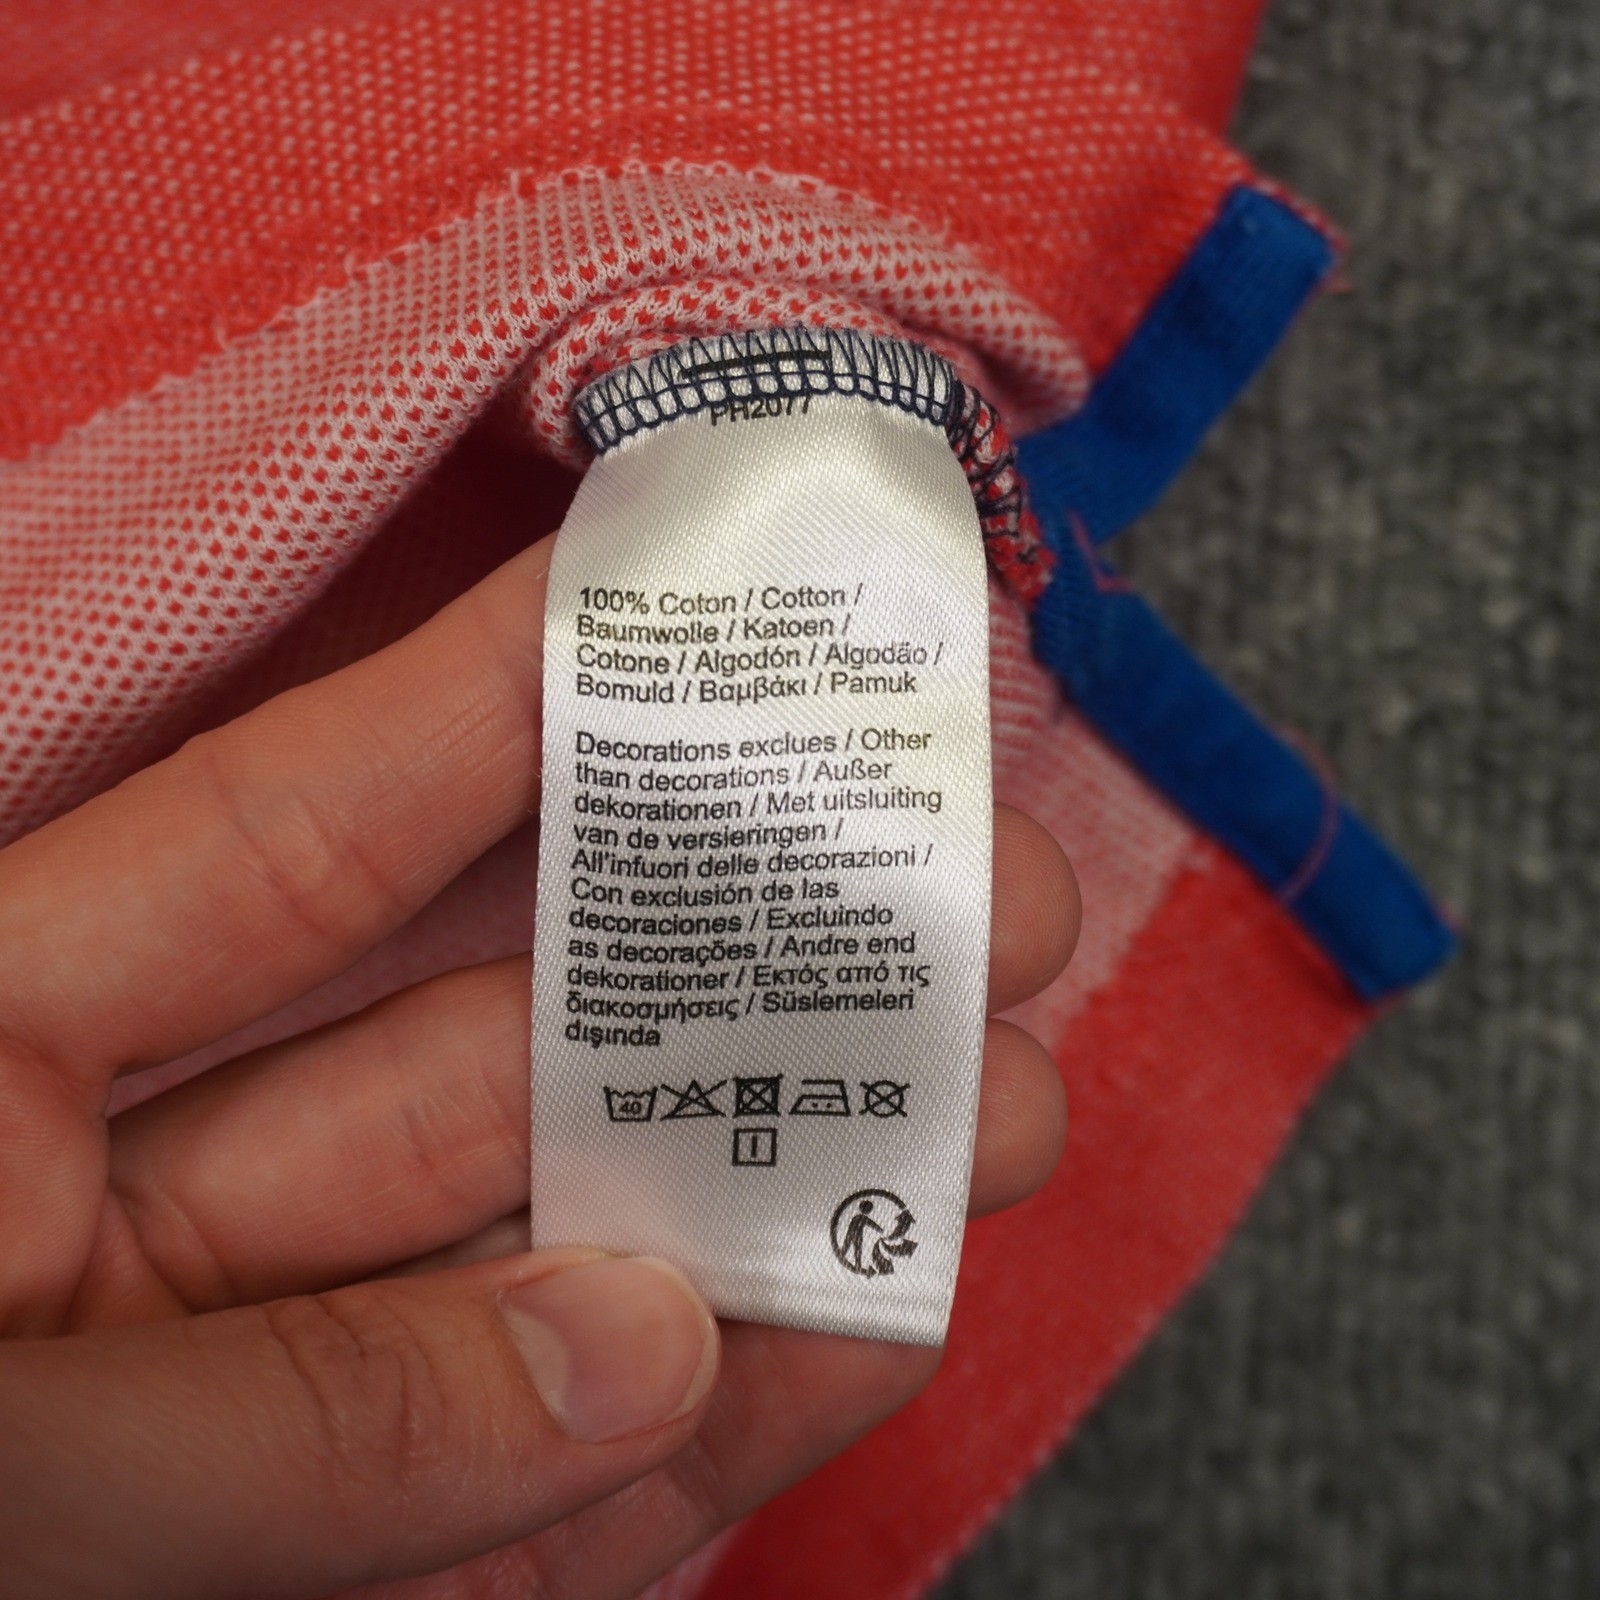 PH2077
100% Coton / Cotton /
Baumwolle / Katoen /
Cotone / Algodón / Algodão /
Bomuld / Βαμβάκι / Pamuk
Decorations exclues / Other
than decorations / Außer
dekorationen / Met uitsluiting
van de versieringen /
All'infuori delle decorazioni /
Con exclusión de las
decoraciones / Excluindo
as decorações / Andre end
dekorationer / Εκτός από τις
διακοσμήσεις / Süslemeleri
dışında
40